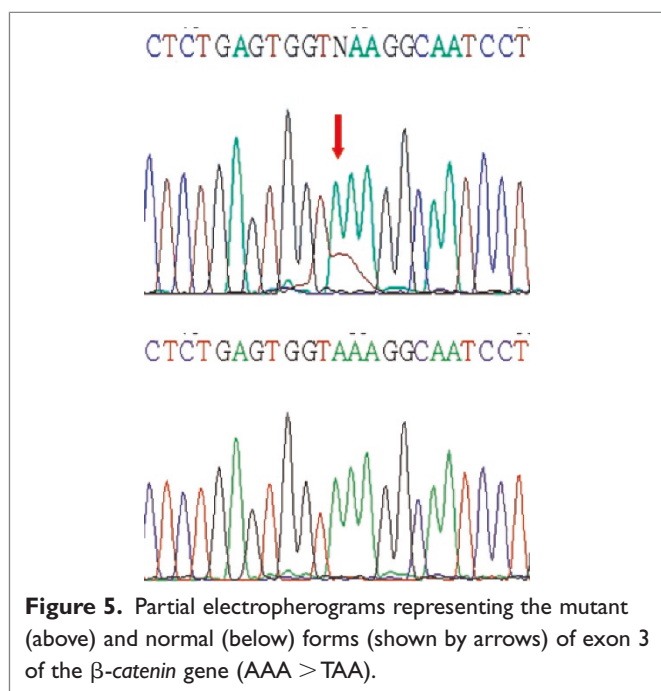 CTCTGAGTGGTNAAGGCAATCCT
CTCTGAGTGGTAAAGGCAATCCT
Figure 5. Partial electropherograms representing the mutant
(above) and normal (below) forms (shown by arrows) of exon 3
of the β-catenin gene (AAA > TAA).